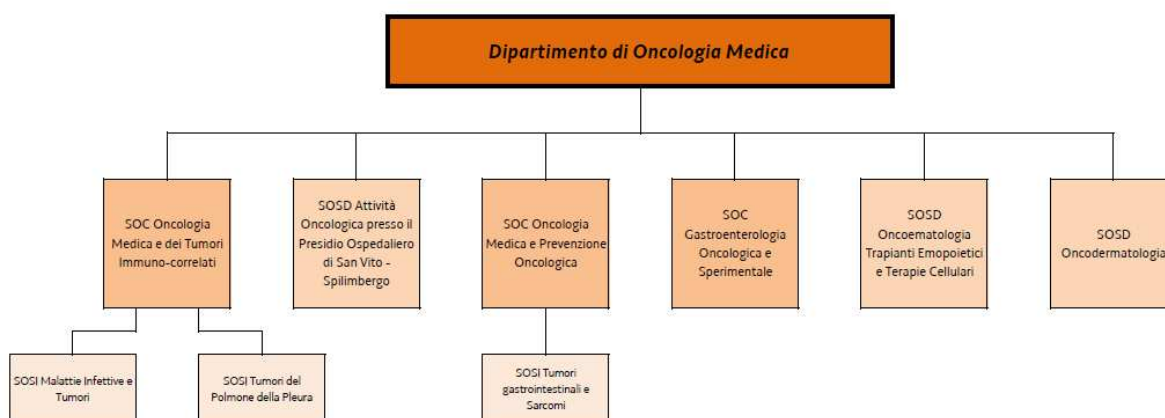 Dipartimento di Oncologia Medica
SOC Oncologia
Medica e dei Tumori
Immuno-correlati
SOSD Attività
Oncologica presso il
Presidio Ospedaliero
di San Vito -
Spilimbergo
SOC Oncologia
Medica e Prevenzione
Oncologica
SOC
Gastroenterologia
Oncologica e
Sperimentale
SOSD
Oncoematologia
Trapianti Emopoietici
e Terapie Cellulari
SOSD
Oncodermatologia
SOSI Malattie Infettive e
Tumori
SOSI Tumori del
Polmone della Pleura
SOSI Tumori
gastrointestinali e
Sarcomi